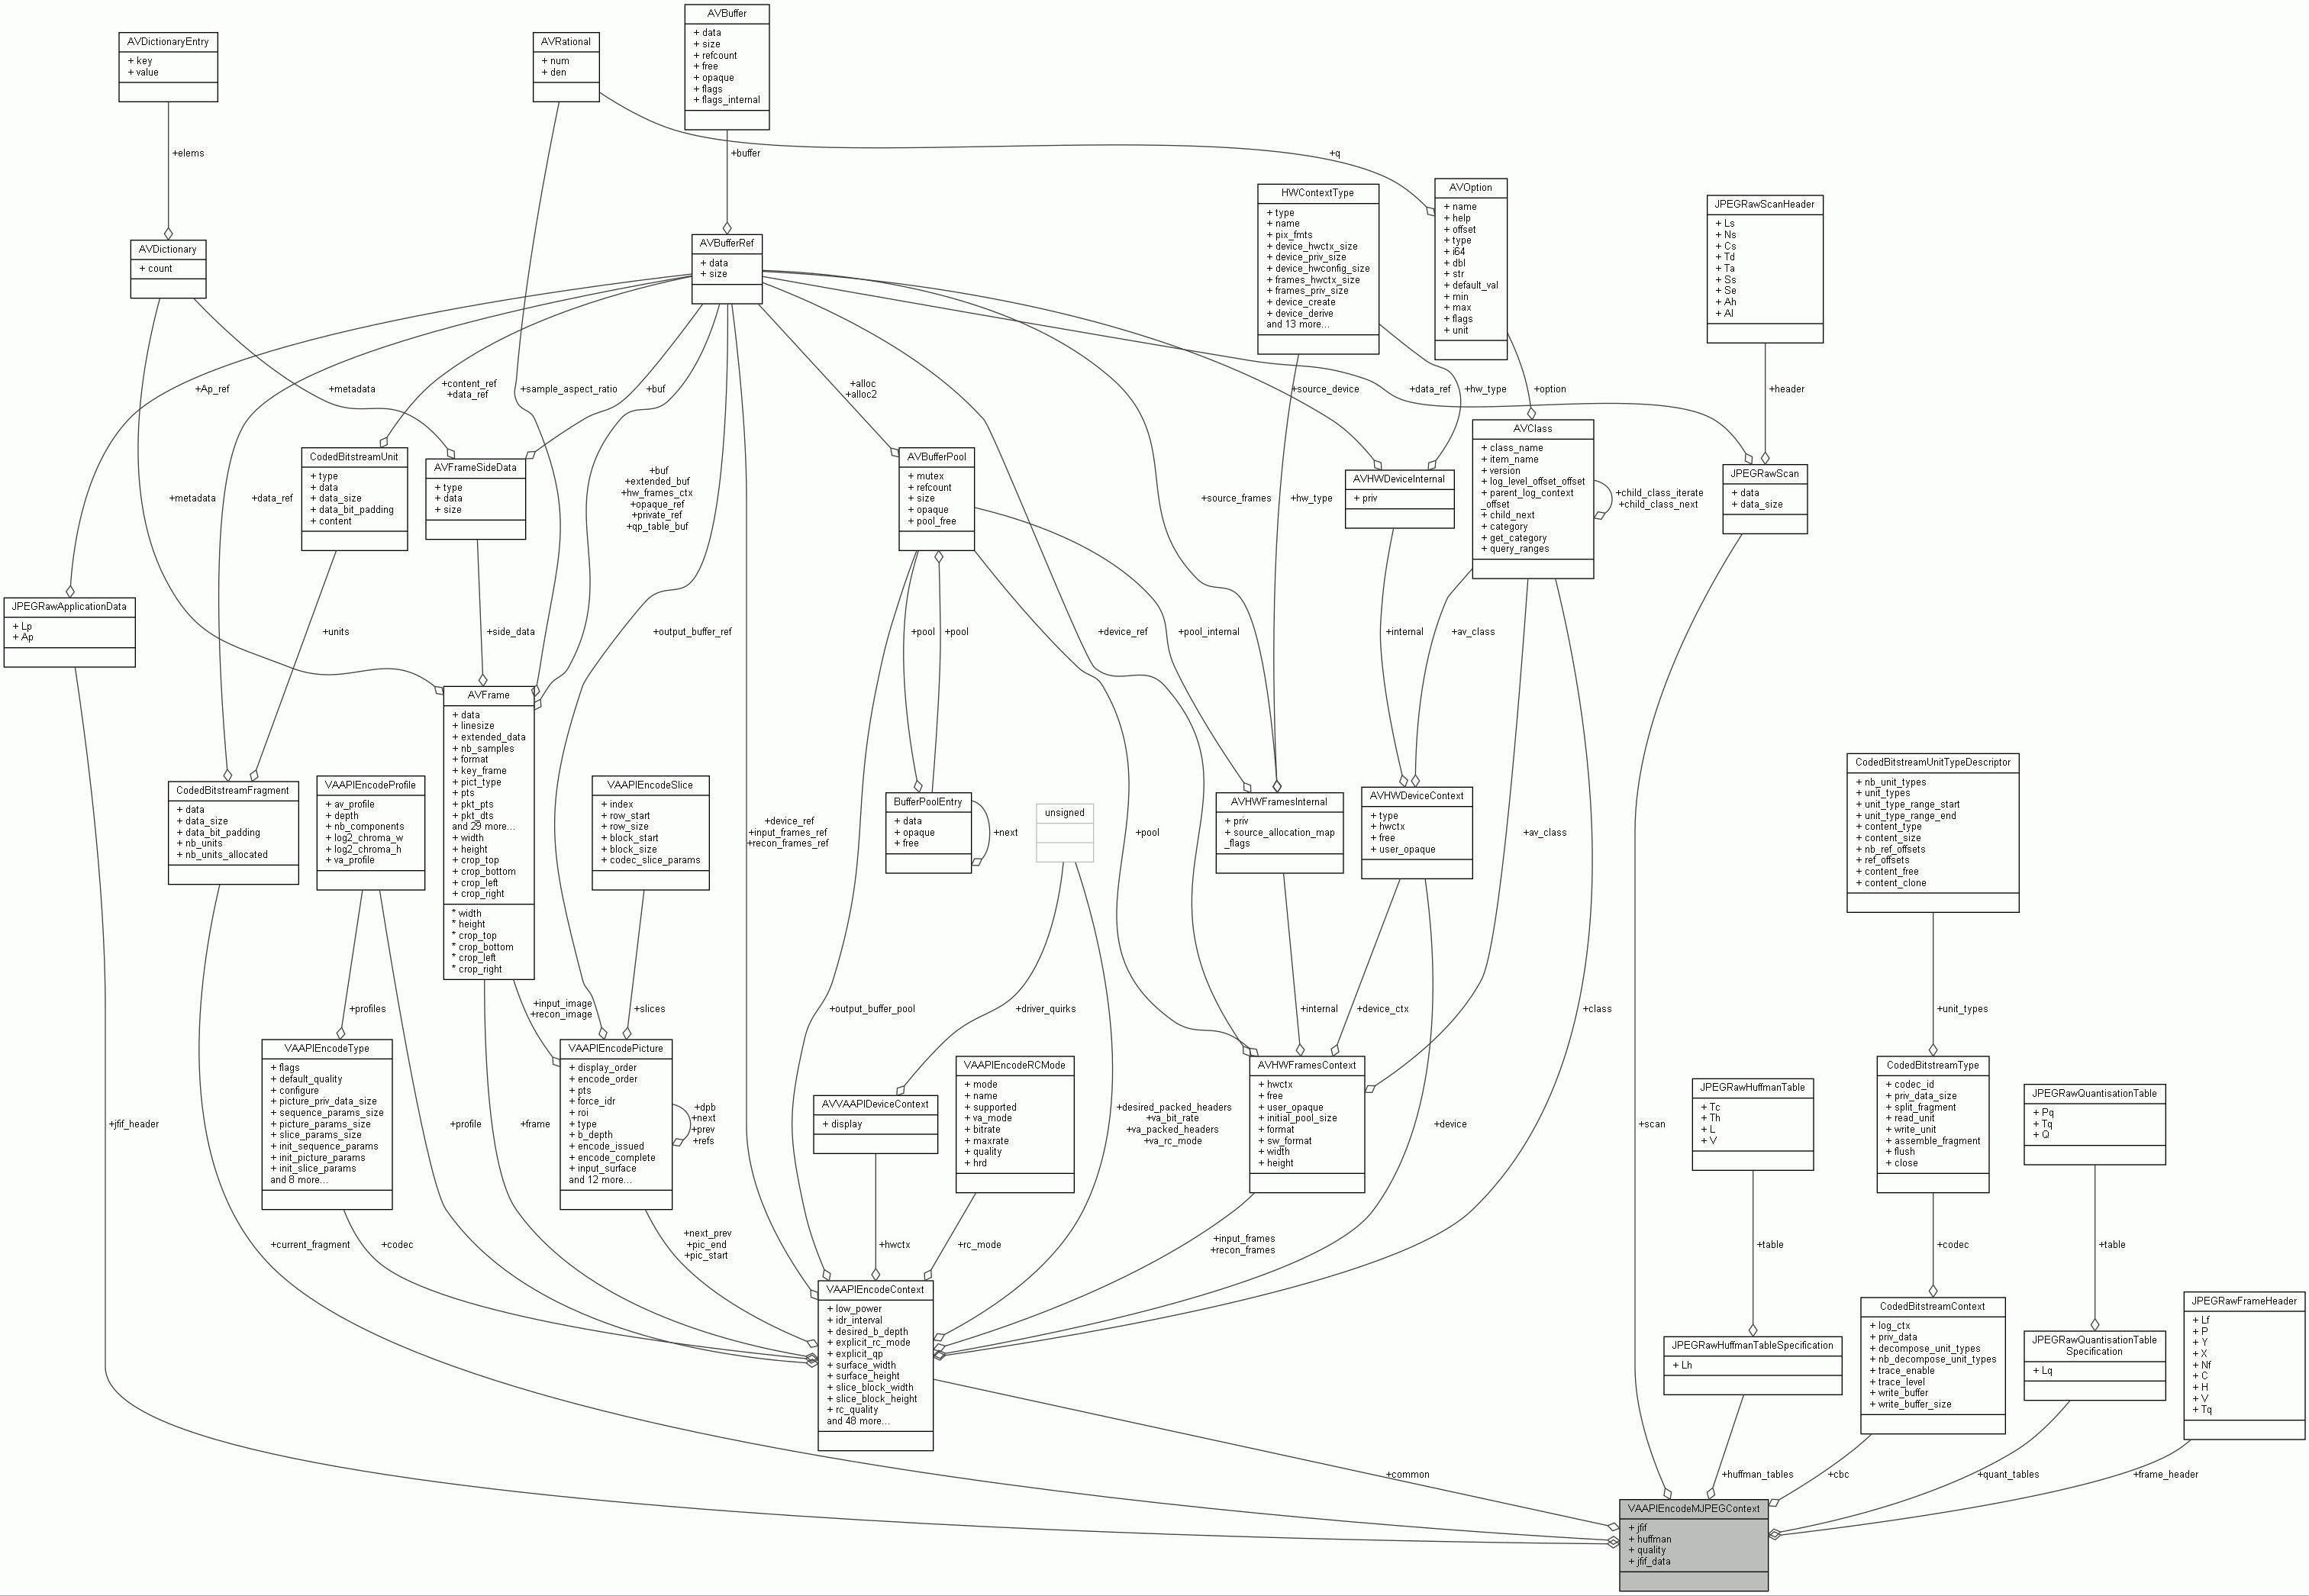 AVBuffer
+ data
+ size
+ refcount
+ free
+ opaque
+ flags
+ flags_internal
AVDictionaryEntry
+ key
+ value
AVRational
+ num
+ den
+elems
+buffer
+q
HWContextType
+ type
+ name
+ pix_fmts
+ device_hwctx_size
+ device_priv_size
+ device_hwconfig_size
+ frames_hwctx_size
+ frames_priv_size
+ device_create
+ device_derive
and 13 more...
AVOption
+ name
+ help
+ offset
+ type
+ i64
+ dbl
+ str
+ default_val
+ min
+ max
+ flags
+ unit
JPEGRawScanHeader
+ Ls
+ Ns
+ Cs
+ Td
+ Ta
+ Ss
+ Se
+ Ah
+ Al
AVDictionary
+ count
AVBufferRef
+ data
+ size
+Ap_ref
+metadata
+content_ref
+data_ref
+sample_aspect_ratio
+buf
+alloc
+alloc2
+source_device
+data_ref
+hw_type
+option
+header
CodedBitstreamUnit
+ type
+ data
+ data_size
+ data_bit_padding
+ content
AVFrameSideData
+ type
+ data
+ size
AVBufferPool
+ mutex
+ refcount
+ size
+ opaque
+ pool_free
AVHWDeviceInternal
+ priv
AVClass
+ class_name
+ item_name
+ version
+ log_level_offset_offset
+ parent_log_context
_offset
+ child_next
+ category
+ get_category
+ query_ranges
+child_class_iterate
+child_class_next
JPEGRawScan
+ data
+ data_size
+metadata
+data_ref
+buf
+extended_buf
+hw_frames_ctx
+opaque_ref
+private_ref
+qp_table_buf
+source_frames
+hw_type
JPEGRawApplicationData
+ Lp
+ Ap
+units
+side_data
+output_buffer_ref
+pool
+pool
+device_ref
+pool_internal
+internal
+av_class
AVFrame
+ data
+ linesize
+ extended_data
+ nb_samples
+ format
+ key_frame
+ pict_type
+ pts
+ pkt_pts
+ pkt_dts
and 29 more...
+ width
+ height
+ crop_top
+ crop_bottom
+ crop_left
+ crop_right
* width
* height
* crop_top
* crop_bottom
* crop_left
* crop_right
CodedBitstreamFragment
+ data
+ data_size
+ data_bit_padding
+ nb_units
+ nb_units_allocated
VAAPIEncodeProfile
+ av_profile
+ depth
+ nb_components
+ log2_chroma_w
+ log2_chroma_h
+ va_profile
VAAPIEncodeSlice
+ index
+ row_start
+ row_size
+ block_start
+ block_size
+ codec_slice_params
+device_ref
+input_frames_ref
+recon_frames_ref
BufferPoolEntry
+ data
+ opaque
+ free
+next
unsigned
+pool
AVHWFramesInternal
+ priv
+ source_allocation_map
_flags
AVHWDeviceContext
+ type
+ hwctx
+ free
+ user_opaque
+av_class
CodedBitstreamUnitTypeDescriptor
+ nb_unit_types
+ unit_types
+ unit_type_range_start
+ unit_type_range_end
+ content_type
+ content_size
+ nb_ref_offsets
+ ref_offsets
+ content_free
+ content_clone
+profiles
+input_image
+recon_image
+slices
+output_buffer_pool
+driver_quirks
+internal
+device_ctx
+class
+unit_types
VAAPIEncodeType
+ flags
+ default_quality
+ configure
+ picture_priv_data_size
+ sequence_params_size
+ picture_params_size
+ slice_params_size
+ init_sequence_params
+ init_picture_params
+ init_slice_params
and 8 more...
VAAPIEncodePicture
+ display_order
+ encode_order
+ pts
+ force_idr
+ roi
+ type
+ b_depth
+ encode_issued
+ encode_complete
+ input_surface
and 12 more...
+dpb
+next
+prev
+refs
AVVAAPIDeviceContext
+ display
VAAPIEncodeRCMode
+ mode
+ name
+ supported
+ va_mode
+ bitrate
+ maxrate
+ quality
+ hrd
+desired_packed_headers
+va_bit_rate
+va_packed_headers
+va_rc_mode
AVHWFramesContext
+ hwctx
+ free
+ user_opaque
+ initial_pool_size
+ format
+ sw_format
+ width
+ height
+device
+scan
JPEGRawHuffmanTable
+ Tc
+ Th
+ L
+ V
CodedBitstreamType
+ codec_id
+ priv_data_size
+ split_fragment
+ read_unit
+ write_unit
+ assemble_fragment
+ flush
+ close
JPEGRawQuantisationTable
+ Pq
+ Tq
+ Q
+jfif_header
+profile
+frame
+current_fragment
+codec
+next_prev
+pic_end
+pic_start
+hwctx
+rc_mode
+input_frames
+recon_frames
+table
+codec
+table
VAAPIEncodeContext
+ low_power
+ idr_interval
+ desired_b_depth
+ explicit_rc_mode
+ explicit_qp
+ surface_width
+ surface_height
+ slice_block_width
+ slice_block_height
+ rc_quality
and 48 more...
JPEGRawHuffmanTableSpecification
+ Lh
CodedBitstreamContext
+ log_ctx
+ priv_data
+ decompose_unit_types
+ nb_decompose_unit_types
+ trace_enable
+ trace_level
+ write_buffer
+ write_buffer_size
JPEGRawQuantisationTable
Specification
+ Lq
JPEGRawFrameHeader
+ Lf
+ P
+ Y
+ X
+ Nf
+ C
+ H
+ V
+ Tq
+common
+huffman_tables
+cbc
+quant_tables
+frame_header
VAAPIEncodeMJPEGContext
+ jfif
+ huffman
+ quality
+ jfif_data